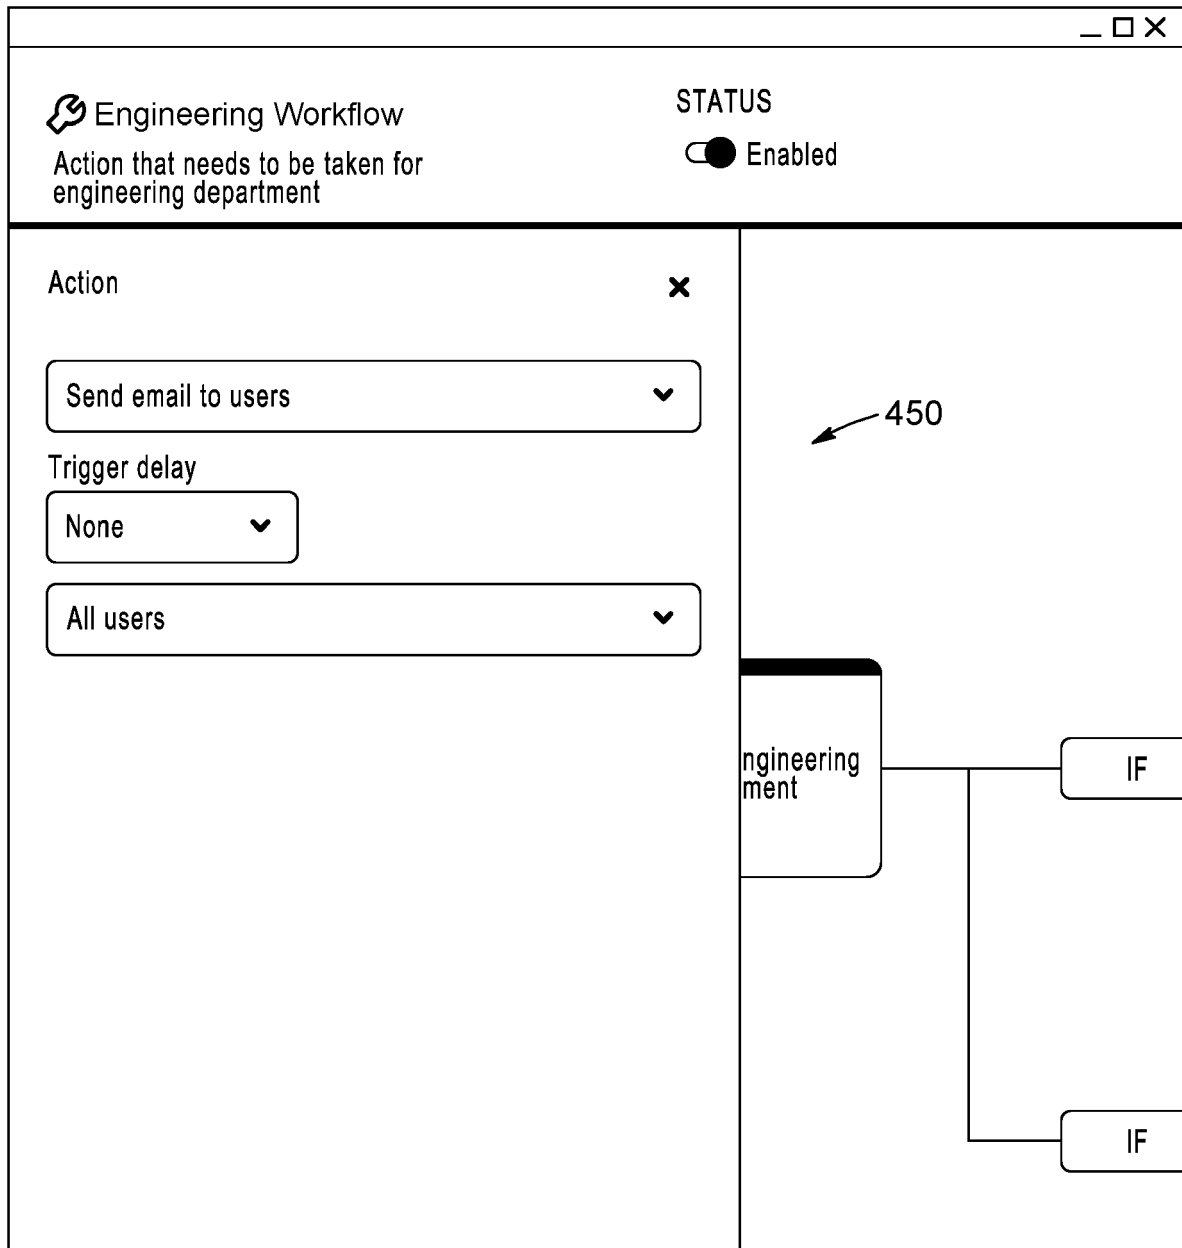 Engineering Workflow
Action that needs to be taken for
engineering department
STATUS
Enabled
Action
Send email to users
Trigger delay
None
All users
450
ngineering
ment
IF
IF